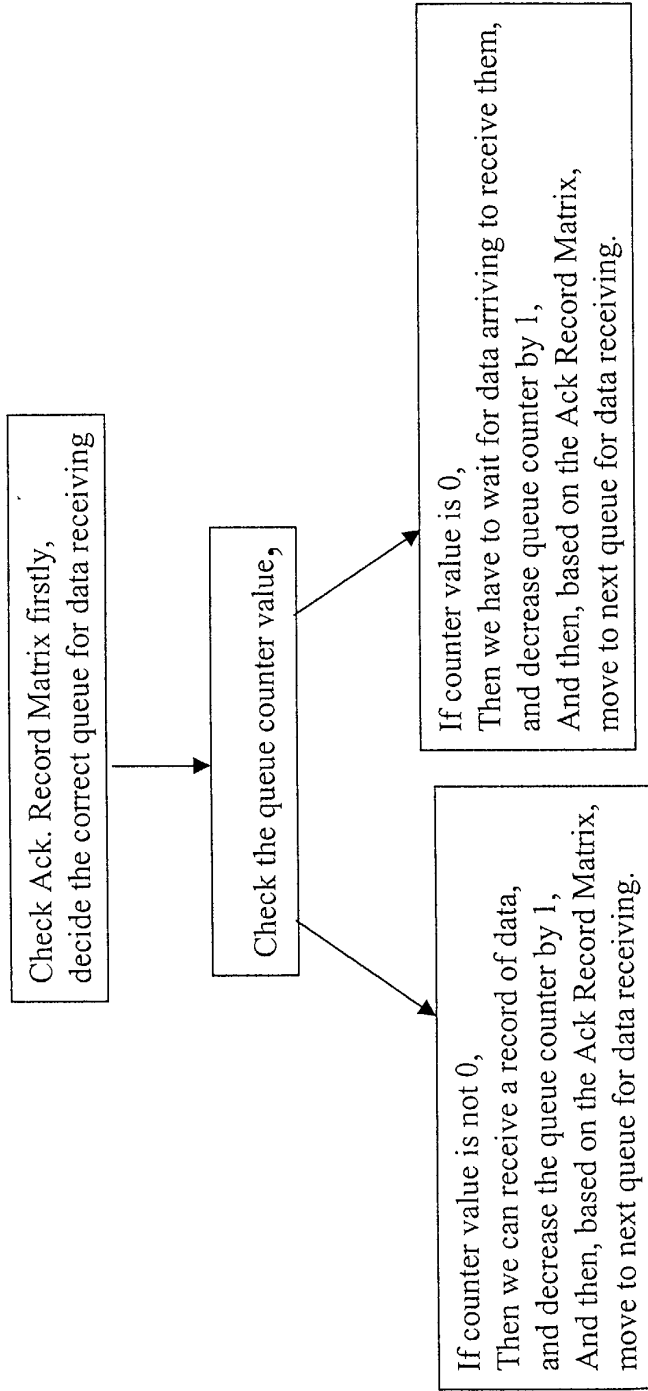 Check Ack. Record Matrix firstly,
decide the correct queue for data receiving
Check the queue counter value,
If counter value is not 0,
Then we can receive a record of data,
and decrease the queue counter by 1,
And then, based on the Ack Record Matrix,
move to next queue for data receiving.
If counter value is 0,
Then we have to wait for data arriving to receive them,
and decrease queue counter by 1,
And then, based on the Ack Record Matrix,
move to next queue for data receiving.